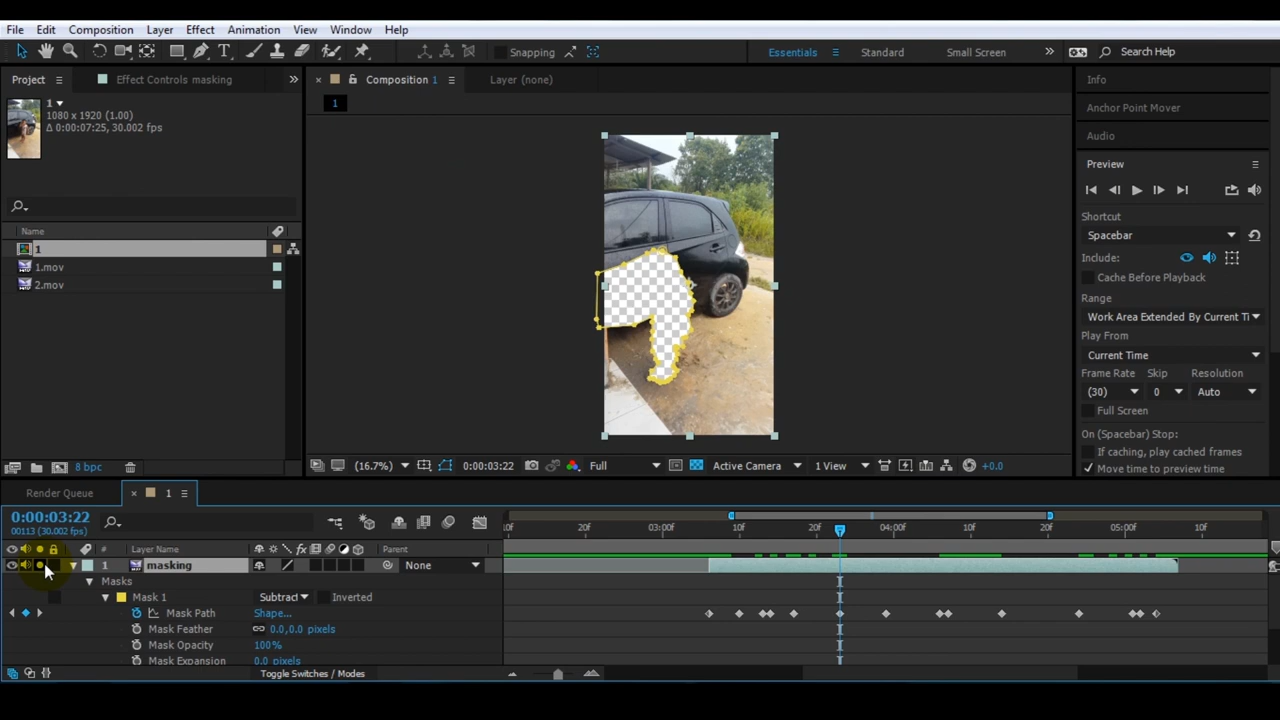 File Edit Composition Layer Effect Animation View Window Help
Snapping Essentials Standard Small Screen Search Help
Project Effect Controls masking
1
1080 x 1920 (1.00)
Δ 0:00:07:25, 30.002 fps
Name
1
1.mov
2.mov
8 bpc
Composition 1 Layer (none)
1
(16.7%) 0:00:03:22 Full Active Camera 1 View +0.0
Info
Anchor Point Mover
Audio
Preview
Shortcut
Spacebar
Include:
Cache Before Playback
Range
Work Area Extended By Current Ti
Play From
Current Time
Frame Rate Skip Resolution
(30) 0 Auto
Full Screen
On (Spacebar) Stop:
If caching, play cached frames
Move time to preview time
Render Queue 1
0:00:03:22
00113 (30.002 fps)
# Layer Name Parent
0f 20f 03:00f 10f 20f 04:00f 10f 20f 05:00f 10f
1 masking None
Masks
Mask 1 Subtract Inverted
Mask Path Shape...
Mask Feather 0.0,0.0 pixels
Mask Opacity 100%
Mask Expansion 0.0 pixels
Toggle Switches / Modes